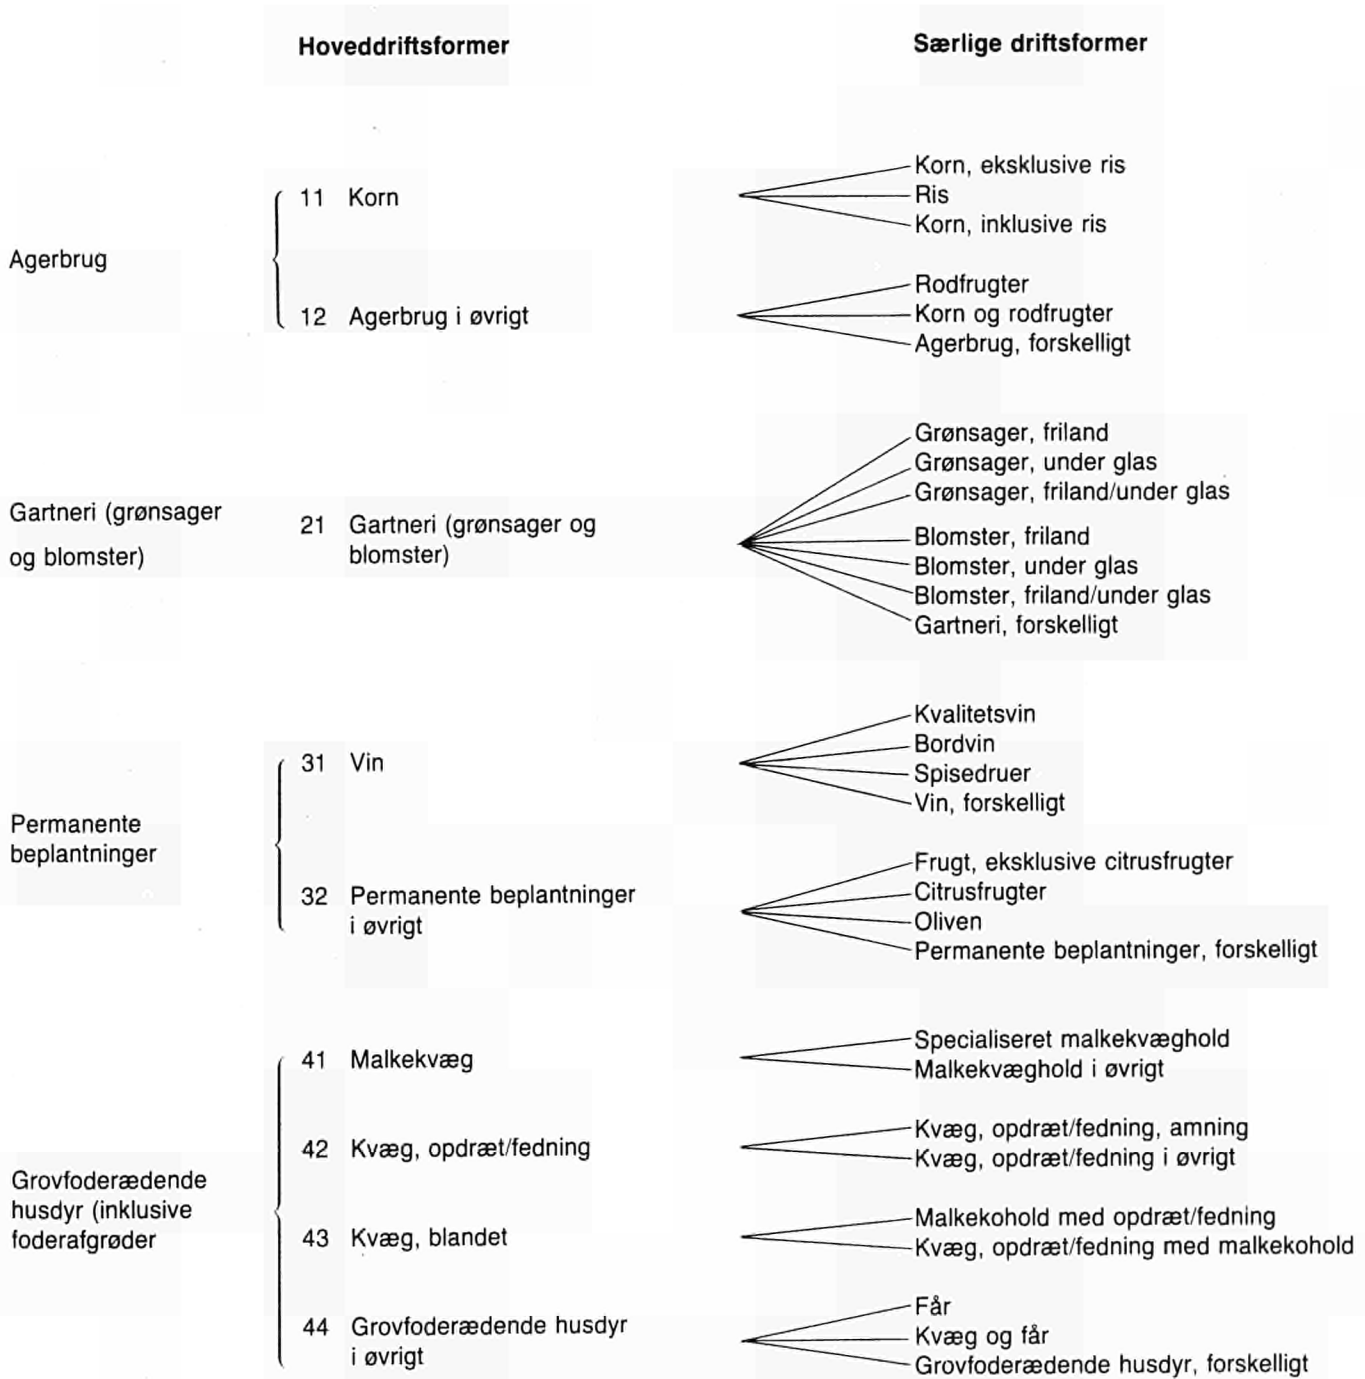 Hoveddriftsformer
Særlige driftsformer
Agerbrug
11 Korn
Korn, eksklusive ris
Ris
Korn, inklusive ris
12 Agerbrug i øvrigt
Rodfrugter
Korn og rodfrugter
Agerbrug, forskelligt
Gartneri (grønsager
og blomster)
21 Gartneri (grønsager og
blomster)
Grønsager, friland
Grønsager, under glas
Grønsager, friland/under glas
Blomster, friland
Blomster, under glas
Blomster, friland/under glas
Gartneri, forskelligt
Permanente
beplantninger
31 Vin
Kvalitetsvin
Bordvin
Spisedruer
Vin, forskelligt
32 Permanente beplantninger
i øvrigt
Frugt, eksklusive citrusfrugter
Citrusfrugter
Oliven
Permanente beplantninger, forskelligt
Grovfoderædende
husdyr (inklusive
foderafgrøder
41 Malkekvæg
Specialiseret malkekvæghold
Malkekvæghold i øvrigt
42 Kvæg, opdræt/fedning
Kvæg, opdræt/fedning, amning
Kvæg, opdræt/fedning i øvrigt
43 Kvæg, blandet
Malkekohold med opdræt/fedning
Kvæg, opdræt/fedning med malkekohold
44 Grovfoderædende husdyr
i øvrigt
Får
Kvæg og får
Grovfoderædende husdyr, forskelligt